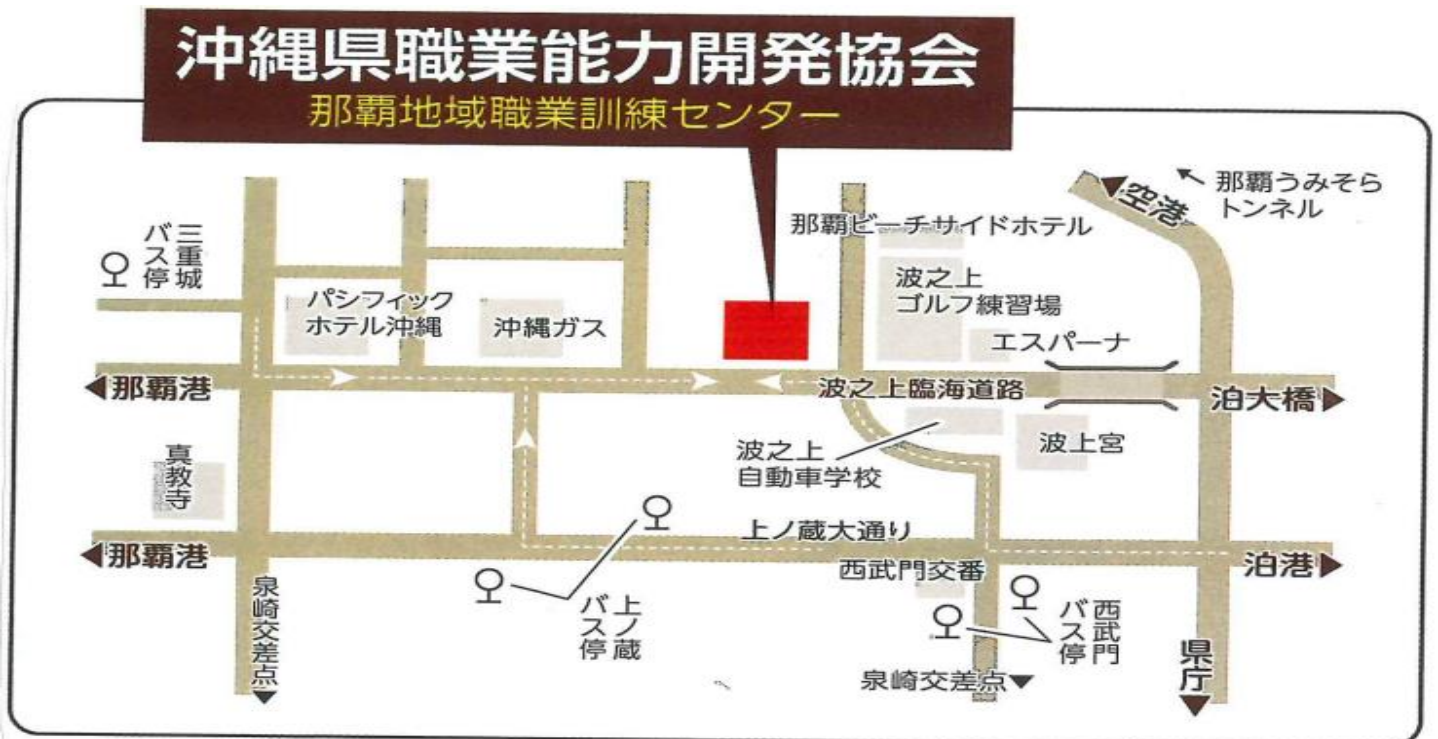 沖縄県職業能力開発協会
那覇地域職業訓練センター
那覇うみそら
トンネル
空港
三重城
バス停
那覇ビーチサイドホテル
波之上
ゴルフ練習場
パシフィック
ホテル沖縄
沖縄ガス
エスパーナ
那覇港
波之上臨海道路
泊大橋
真教寺
波之上
自動車学校
波上宮
上ノ蔵大通り
那覇港
西武門交番
泊港
泉崎交差点
上ノ蔵
バス停
西武門
バス停
泉崎交差点
県庁